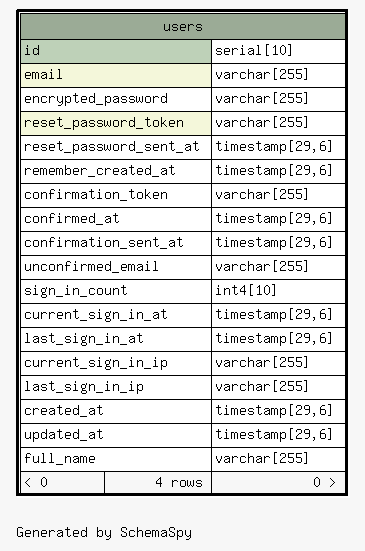 users
id serial[10]
email varchar[255]
encrypted_password varchar[255]
reset_password_token varchar[255]
reset_password_sent_at timestamp[29,6]
remember_created_at timestamp[29,6]
confirmation_token varchar[255]
confirmed_at timestamp[29,6]
confirmation_sent_at timestamp[29,6]
unconfirmed_email varchar[255]
sign_in_count int4[10]
current_sign_in_at timestamp[29,6]
last_sign_in_at timestamp[29,6]
current_sign_in_ip varchar[255]
last_sign_in_ip varchar[255]
created_at timestamp[29,6]
updated_at timestamp[29,6]
full_name varchar[255]
< 0 4 rows 0 >
Generated by SchemaSpy